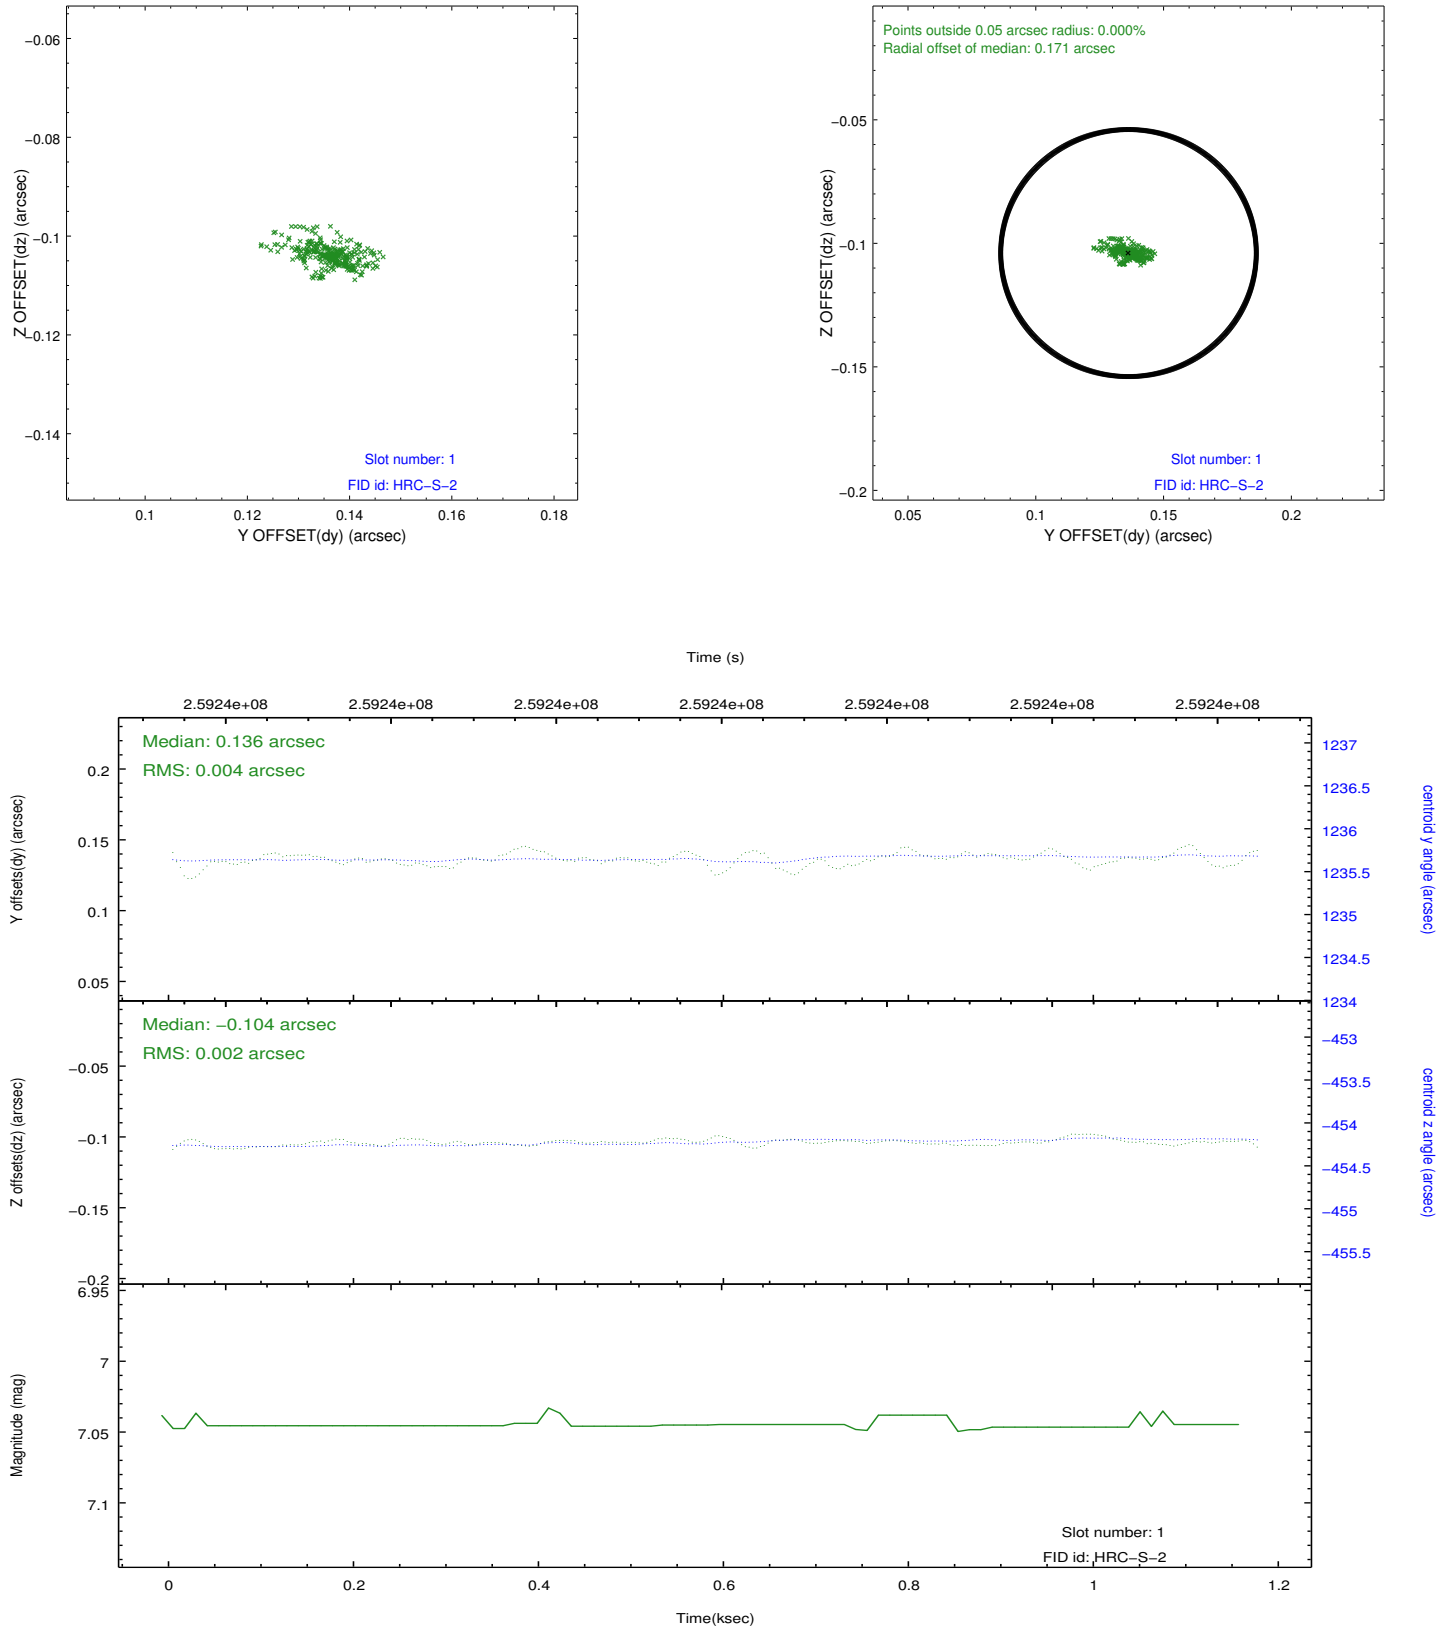 −0.06
−0.08
−0.1
−0.12
−0.14
Z OFFSET(dz) (arcsec)
Slot number: 1
FID id: HRC−S−2
0.1 0.12 0.14 0.16 0.18
Y OFFSET(dy) (arcsec)
Points outside 0.05 arcsec radius: 0.000%
Radial offset of median: 0.171 arcsec
−0.05
−0.1
−0.15
−0.2
Z OFFSET(dz) (arcsec)
Slot number: 1
FID id: HRC−S−2
0.05 0.1 0.15 0.2
Y OFFSET(dy) (arcsec)
Time (s)
2.5924e+08 2.5924e+08 2.5924e+08 2.5924e+08 2.5924e+08 2.5924e+08 2.5924e+08
Median: 0.136 arcsec
RMS: 0.004 arcsec
0.2
0.15
0.1
0.05
Y offsets(dy) (arcsec)
1237
1236.5
1236
1235.5
1235
1234.5
1234
centroid y angle (arcsec)
Median: −0.104 arcsec
RMS: 0.002 arcsec
−0.05
−0.1
−0.15
−0.2
Z offsets(dz) (arcsec)
−453
−453.5
−454
−454.5
−455
−455.5
centroid z angle (arcsec)
6.95
7
7.05
7.1
Magnitude (mag)
Slot number: 1
FID id: HRC−S−2
0 0.2 0.4 0.6 0.8 1 1.2
Time(ksec)